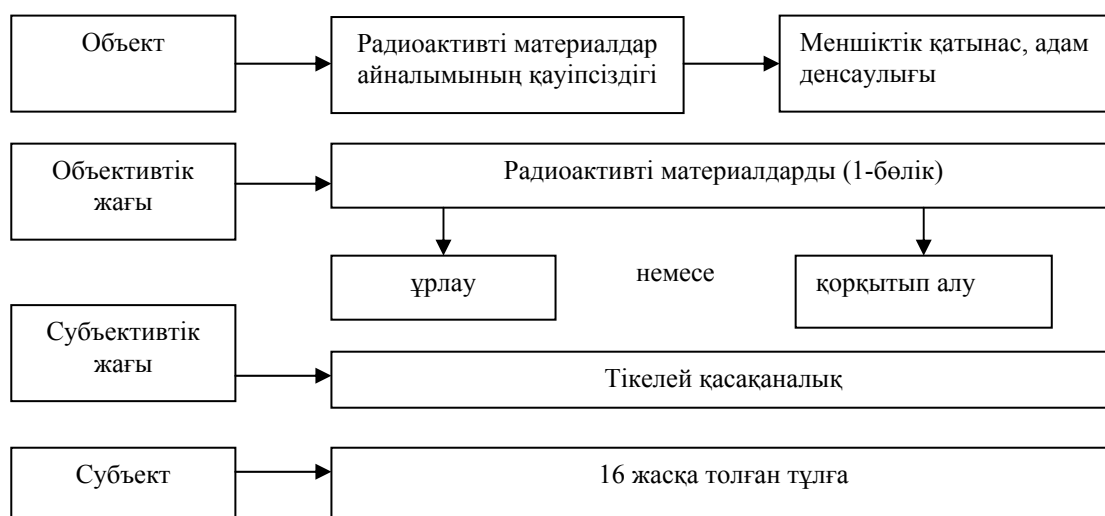 Объект
Радиоактивті материалдар
айналымының қауіпсіздігі
Меншіктік қатынас, адам
денсаулығы
Объективтік
жағы
Радиоактивті материалдарды (1-бөлік)
ұрлау
немесе
қорқытып алу
Субъективтік
жағы
Тікелей қасақаналық
Субъект
16 жасқа толған тұлға